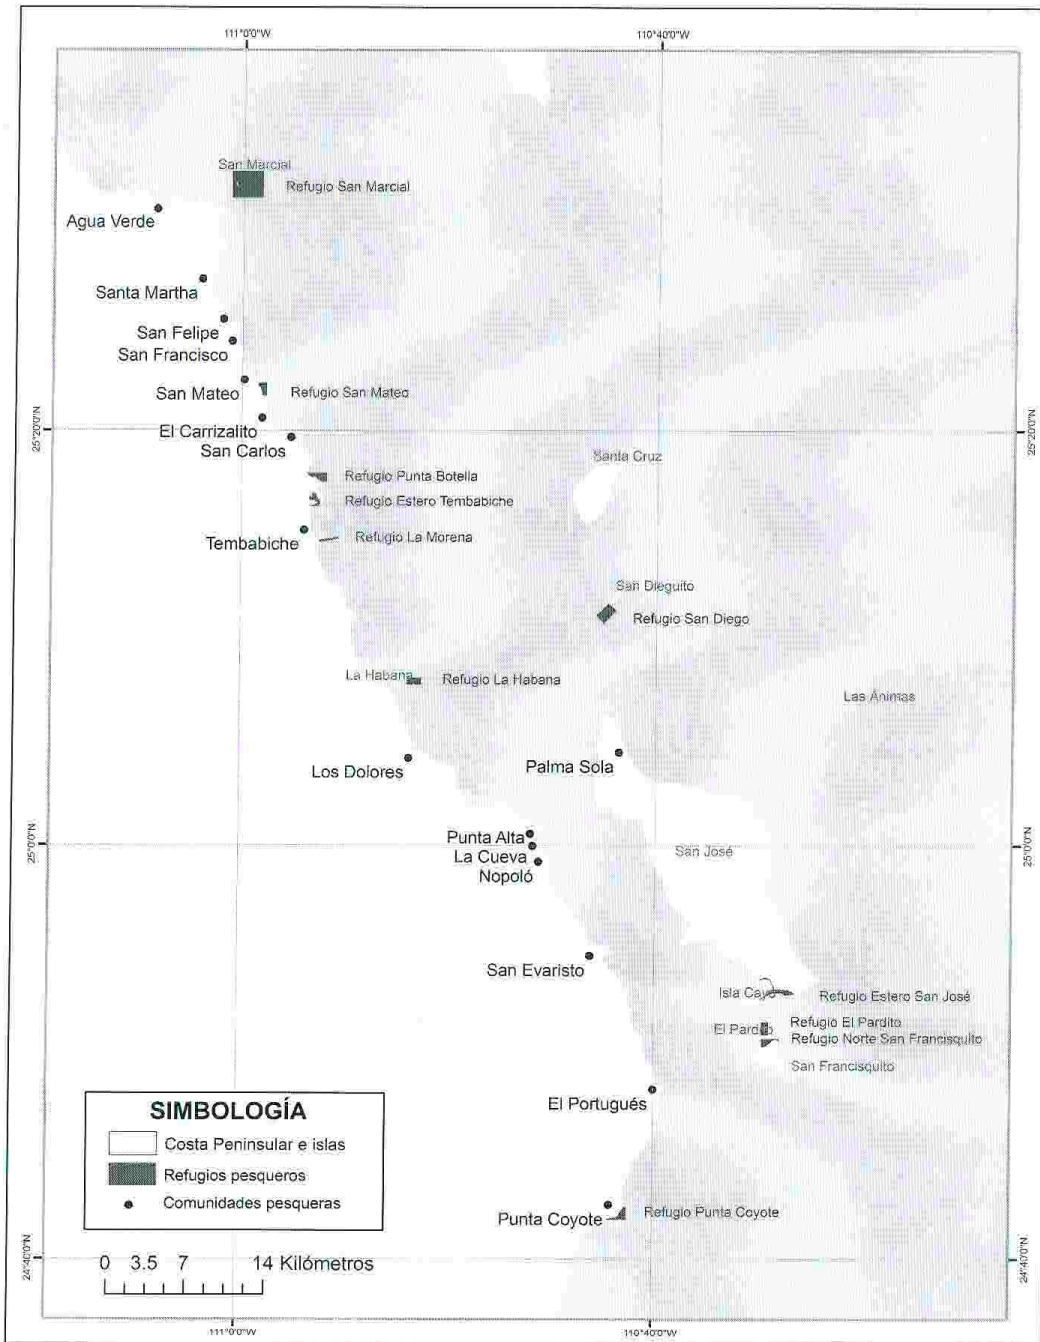 111°0'0"W
110°40'0"W
San Marcial
Refugio San Marcial
Agua Verde
Santa Martha
San Felipe
San Francisco
San Mateo
Refugio San Mateo
El Carrizalito
25°20'0"N
25°20'0"N
San Carlos
Santa Cruz
Refugio Punta Botella
Refugio Estero Tembabiche
Tembabiche
Refugio La Morena
San Dieguito
Refugio San Diego
La Habana
Refugio La Habana
Las Ánimas
Los Dolores
Palma Sola
Punta Alta
25°0'0"N
25°0'0"N
La Cueva
San José
Nopoló
San Evaristo
Isla Cayo
Refugio Estero San José
El Pardito
Refugio El Pardito
Refugio Norte San Francisquito
San Francisquito
El Portugués
SIMBOLOGÍA
Costa Peninsular e islas
Refugios pesqueros
Comunidades pesqueras
Punta Coyote
Refugio Punta Coyote
24°40'0"N
24°40'0"N
0 3.5 7 14 Kilómetros
111°0'0"W
110°40'0"W